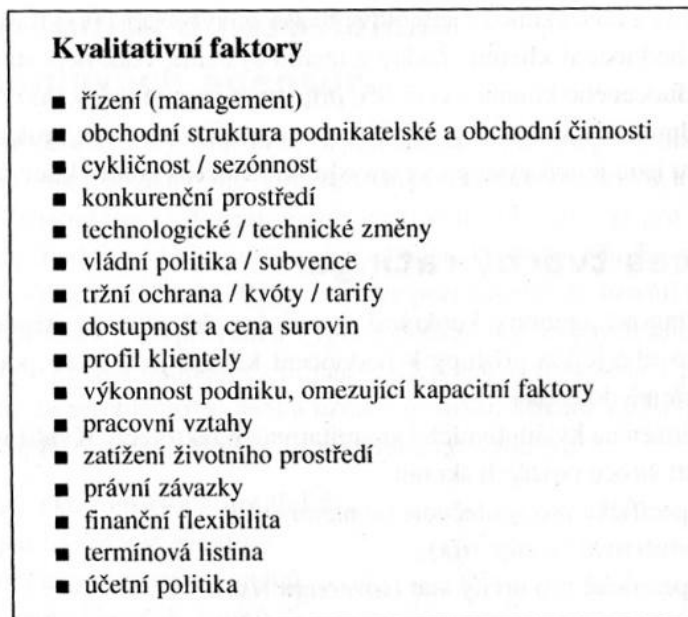 Kvalitativní faktory
■ řízení (management)
■ obchodní struktura podnikatelské a obchodní činnosti
■ cykličnost / sezónnost
■ konkurenční prostředí
■ technologické / technické změny
■ vládní politika / subvence
■ tržní ochrana / kvóty / tarify
■ dostupnost a cena surovin
■ profil klientely
■ výkonnost podniku, omezující kapacitní faktory
■ pracovní vztahy
■ zatížení životního prostředí
■ právní závazky
■ finanční flexibilita
■ termínová listina
■ účetní politika